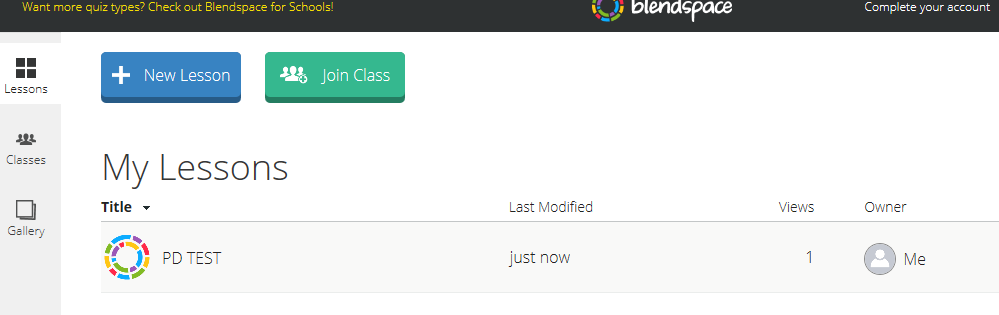 Want more quiz types? Check out Blendspace for Schools!
blendspace
Complete your account
Lessons
Classes
Gallery
New Lesson
Join Class
My Lessons
Title Last Modified Views Owner
PD TEST just now 1 Me